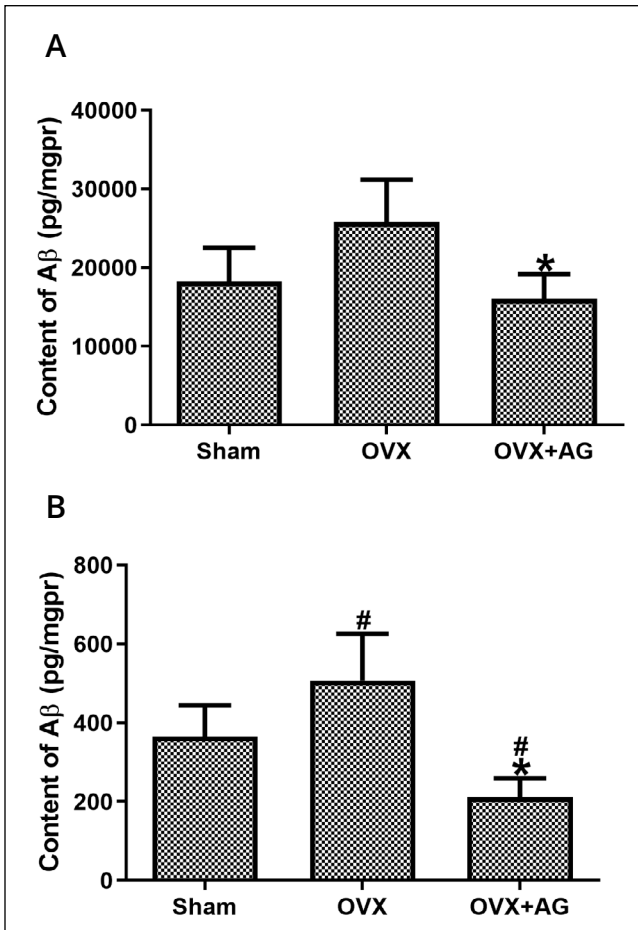 A
Content of Aβ (pg/mgpr)
40000
30000
20000
10000
0
*
Sham OVX OVX+AG
B
Content of Aβ (pg/mgpr)
800
600
400
200
0
#
#
*
Sham OVX OVX+AG